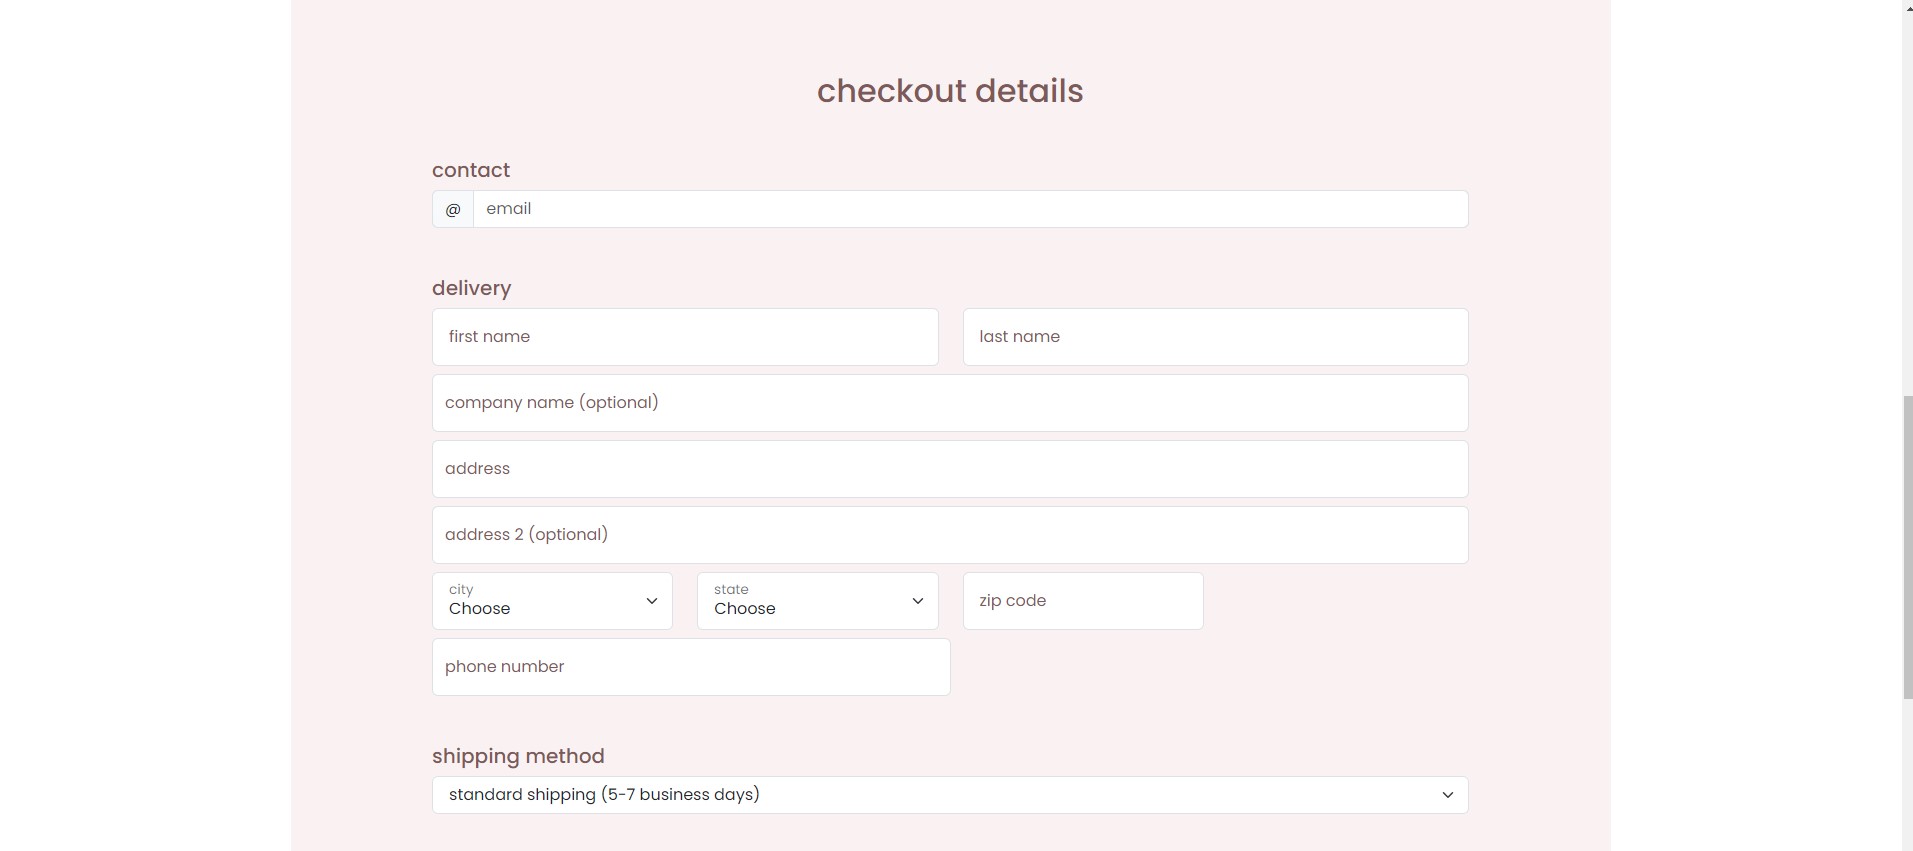 checkout details
contact
@ email
delivery
first name last name
company name (optional)
address
address 2 (optional)
city state
Choose Choose zip code
phone number
shipping method
standard shipping (5-7 business days)